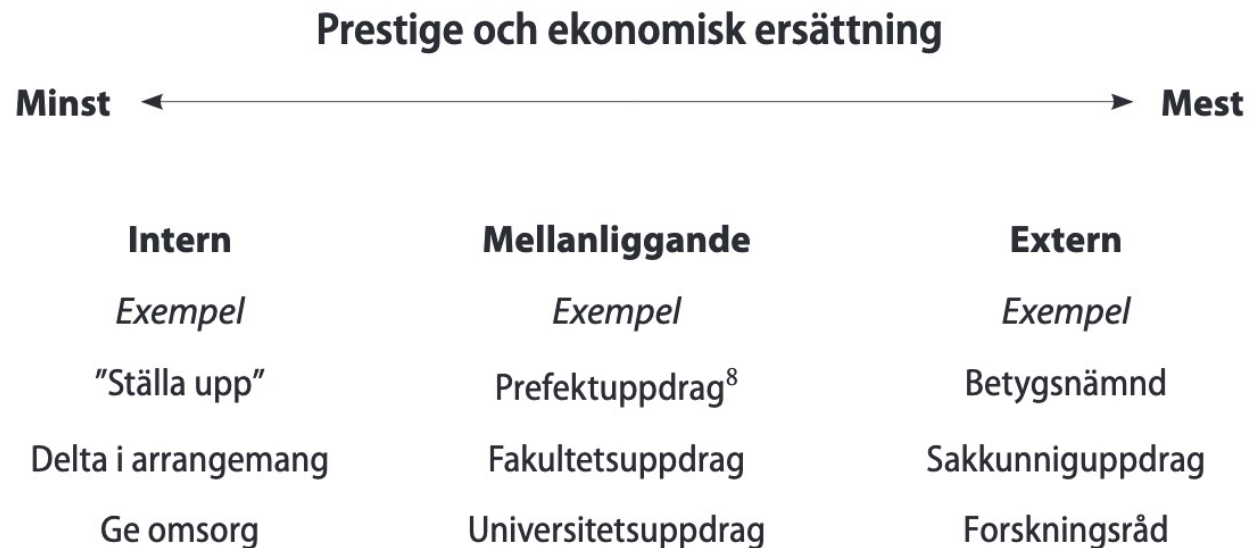 Prestige och ekonomisk ersättning
Minst Mest
Intern Mellanliggande Extern
Exempel Exempel Exempel
”Ställa upp” Prefektuppdrag⁸ Betygsnämnd
Delta i arrangemang Fakultetsuppdrag Sakkunniguppdrag
Ge omsorg Universitetsuppdrag Forskningsråd